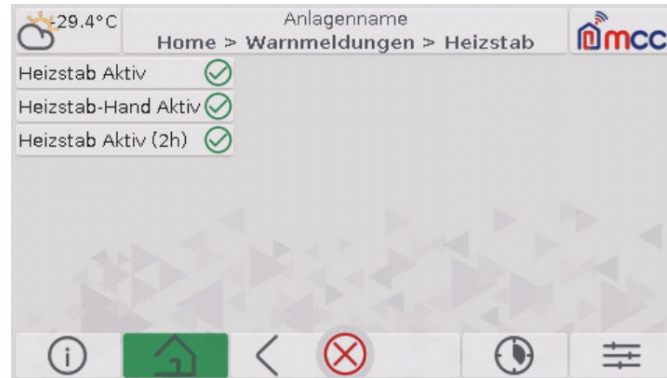 29.4°C
Anlagenname
Home > Warnmeldungen > Heizstab
mcc
Heizstab Aktiv
Heizstab-Hand Aktiv
Heizstab Aktiv (2h)